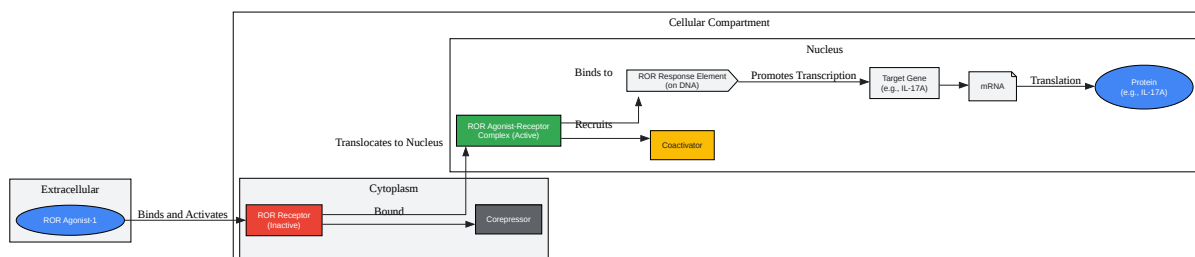 Cellular Compartment
Nucleus
Binds to
ROR Response Element
(on DNA)
Promotes Transcription
Target Gene
(e.g., IL-17A)
mRNA
Translation
Protein
(e.g., IL-17A)
ROR Agonist-Receptor
Complex (Active)
Recruits
Coactivator
Translocates to Nucleus
Extracellular
ROR Agonist-1
Binds and Activates
Cytoplasm
ROR Receptor
(Inactive)
Bound
Corepressor